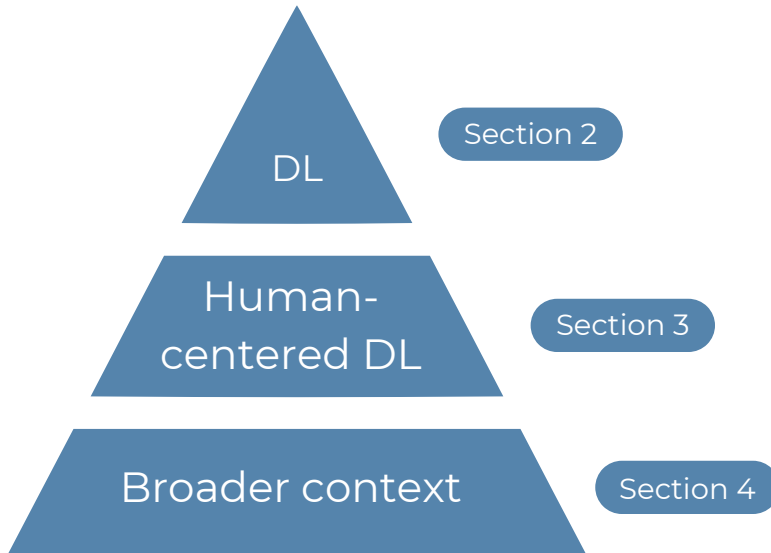 DL
Section 2
Human-
centered DL
Section 3
Broader context
Section 4